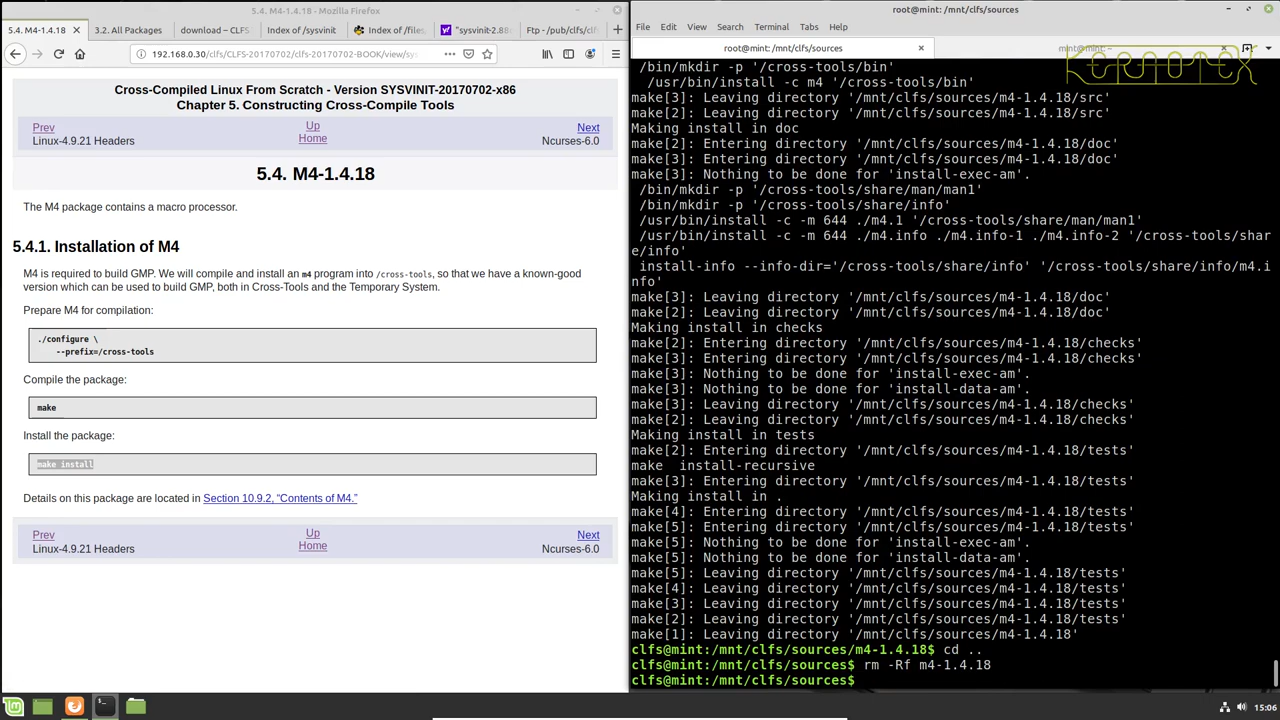 5.4. M4-1.4.18 - Mozilla Firefox
5.4. M4-1.4.18
3.2. All Packages
download – CLFS
Index of /sysvinit
Index of /files
"sysvinit-2.88
Ftp - /pub/clfs/
192.168.0.30/clfs/CLFS-20170702/clfs-20170702-BOOK/view/sys
Cross-Compiled Linux From Scratch - Version SYSVINIT-20170702-x86
Chapter 5. Constructing Cross-Compile Tools
Prev
Up
Next
Linux-4.9.21 Headers
Home
Ncurses-6.0
5.4. M4-1.4.18
The M4 package contains a macro processor.
5.4.1. Installation of M4
M4 is required to build GMP. We will compile and install an m4 program into /cross-tools, so that we have a known-good
version which can be used to build GMP, both in Cross-Tools and the Temporary System.
Prepare M4 for compilation:
./configure \
--prefix=/cross-tools
Compile the package:
make
Install the package:
make install
Details on this package are located in Section 10.9.2, “Contents of M4.”
Prev
Up
Next
Linux-4.9.21 Headers
Home
Ncurses-6.0
root@mint: /mnt/clfs/sources
File Edit View Search Terminal Tabs Help
root@mint: /mnt/clfs/sources
mint@mint: ~
/bin/mkdir -p '/cross-tools/bin'
/usr/bin/install -c m4 '/cross-tools/bin'
make[3]: Leaving directory '/mnt/clfs/sources/m4-1.4.18/src'
make[2]: Leaving directory '/mnt/clfs/sources/m4-1.4.18/src'
Making install in doc
make[2]: Entering directory '/mnt/clfs/sources/m4-1.4.18/doc'
make[3]: Entering directory '/mnt/clfs/sources/m4-1.4.18/doc'
make[3]: Nothing to be done for 'install-exec-am'.
/bin/mkdir -p '/cross-tools/share/man/man1'
/bin/mkdir -p '/cross-tools/share/info'
/usr/bin/install -c -m 644 ./m4.1 '/cross-tools/share/man/man1'
/usr/bin/install -c -m 644 ./m4.info ./m4.info-1 ./m4.info-2 '/cross-tools/shar
e/info'
install-info --info-dir='/cross-tools/share/info' '/cross-tools/share/info/m4.i
nfo'
make[3]: Leaving directory '/mnt/clfs/sources/m4-1.4.18/doc'
make[2]: Leaving directory '/mnt/clfs/sources/m4-1.4.18/doc'
Making install in checks
make[2]: Entering directory '/mnt/clfs/sources/m4-1.4.18/checks'
make[3]: Entering directory '/mnt/clfs/sources/m4-1.4.18/checks'
make[3]: Nothing to be done for 'install-exec-am'.
make[3]: Nothing to be done for 'install-data-am'.
make[3]: Leaving directory '/mnt/clfs/sources/m4-1.4.18/checks'
make[2]: Leaving directory '/mnt/clfs/sources/m4-1.4.18/checks'
Making install in tests
make[2]: Entering directory '/mnt/clfs/sources/m4-1.4.18/tests'
make  install-recursive
make[3]: Entering directory '/mnt/clfs/sources/m4-1.4.18/tests'
Making install in .
make[4]: Entering directory '/mnt/clfs/sources/m4-1.4.18/tests'
make[5]: Entering directory '/mnt/clfs/sources/m4-1.4.18/tests'
make[5]: Nothing to be done for 'install-exec-am'.
make[5]: Nothing to be done for 'install-data-am'.
make[5]: Leaving directory '/mnt/clfs/sources/m4-1.4.18/tests'
make[4]: Leaving directory '/mnt/clfs/sources/m4-1.4.18/tests'
make[3]: Leaving directory '/mnt/clfs/sources/m4-1.4.18/tests'
make[2]: Leaving directory '/mnt/clfs/sources/m4-1.4.18/tests'
make[1]: Leaving directory '/mnt/clfs/sources/m4-1.4.18'
clfs@mint:/mnt/clfs/sources/m4-1.4.18$ cd ..
clfs@mint:/mnt/clfs/sources$ rm -Rf m4-1.4.18
clfs@mint:/mnt/clfs/sources$
15:06